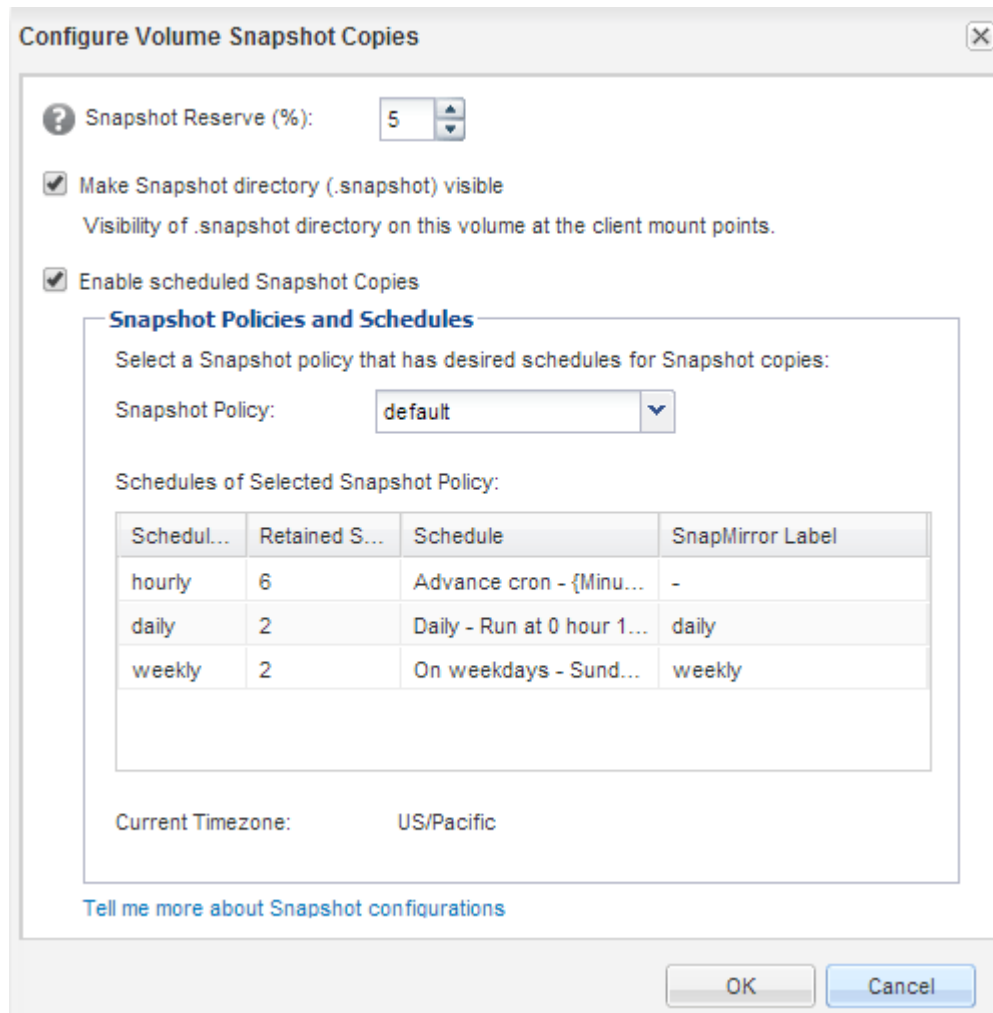 Configure Volume Snapshot Copies
Snapshot Reserve (%): 5
Make Snapshot directory (.snapshot) visible
Visibility of .snapshot directory on this volume at the client mount points.
Enable scheduled Snapshot Copies
Snapshot Policies and Schedules
Select a Snapshot policy that has desired schedules for Snapshot copies:
Snapshot Policy: default
Schedules of Selected Snapshot Policy:
Schedul... Retained S... Schedule SnapMirror Label
hourly 6 Advance cron - {Minu... -
daily 2 Daily - Run at 0 hour 1... daily
weekly 2 On weekdays - Sund... weekly
Current Timezone: US/Pacific
Tell me more about Snapshot configurations
OK Cancel